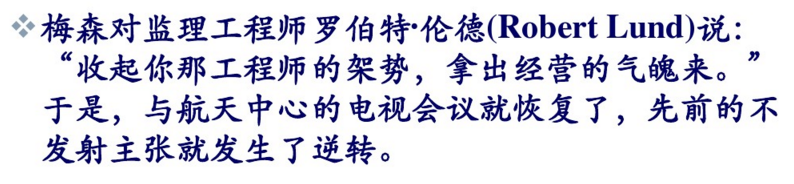 梅森对监理工程师罗伯特·伦德(Robert Lund)说：
“收起你那工程师的架势，拿出经营的气魄来。”
于是，与航天中心的电视会议就恢复了，先前的不
发射主张就发生了逆转。